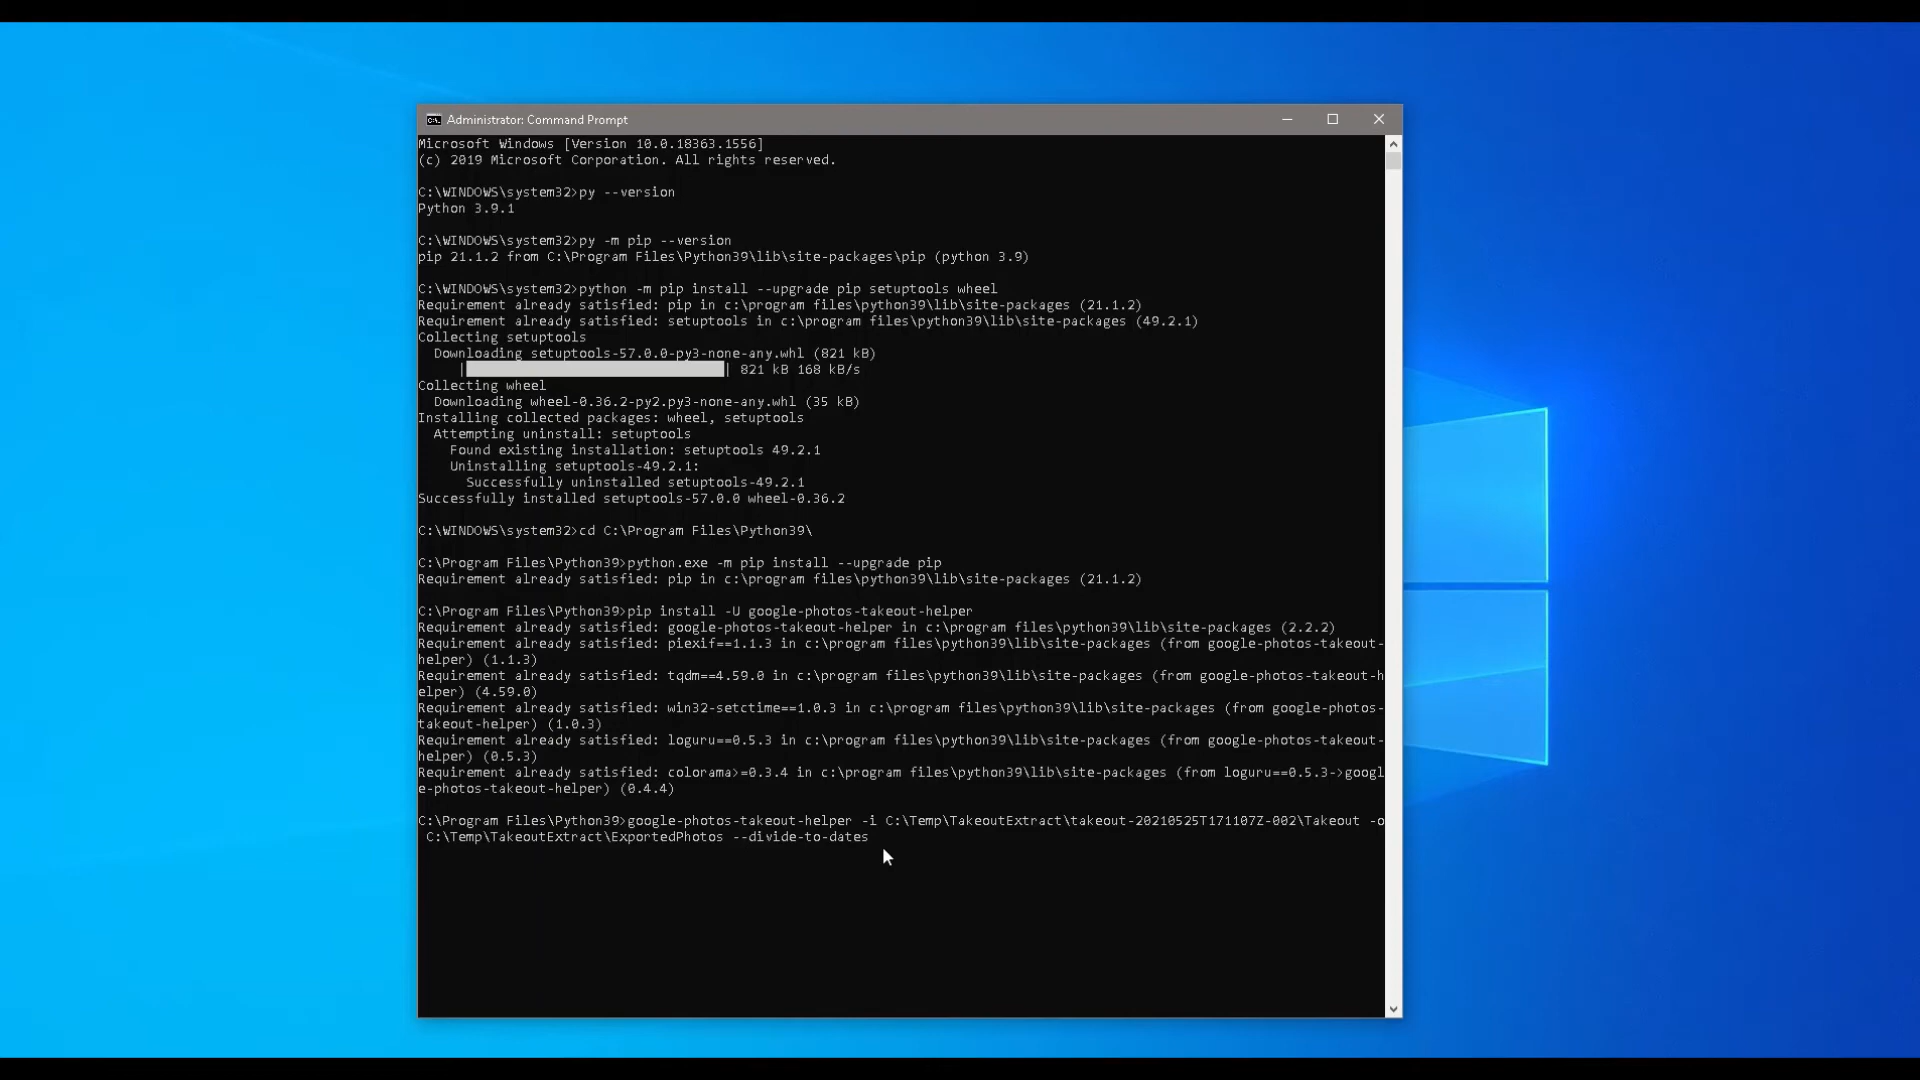 Administrator: Command Prompt
Microsoft Windows [Version 10.0.18363.1556]
(c) 2019 Microsoft Corporation. All rights reserved.
C:\WINDOWS\system32>py --version
Python 3.9.1
C:\WINDOWS\system32>py -m pip --version
pip 21.1.2 from C:\Program Files\Python39\lib\site-packages\pip (python 3.9)
C:\WINDOWS\system32>python -m pip install --upgrade pip setuptools wheel
Requirement already satisfied: pip in c:\program files\python39\lib\site-packages (21.1.2)
Requirement already satisfied: setuptools in c:\program files\python39\lib\site-packages (49.2.1)
Collecting setuptools
Downloading setuptools-57.0.0-py3-none-any.whl (821 kB)
| | 821 kB 168 kB/s
Collecting wheel
Downloading wheel-0.36.2-py2.py3-none-any.whl (35 kB)
Installing collected packages: wheel, setuptools
Attempting uninstall: setuptools
Found existing installation: setuptools 49.2.1
Uninstalling setuptools-49.2.1:
Successfully uninstalled setuptools-49.2.1
Successfully installed setuptools-57.0.0 wheel-0.36.2
C:\WINDOWS\system32>cd C:\Program Files\Python39\
C:\Program Files\Python39>python.exe -m pip install --upgrade pip
Requirement already satisfied: pip in c:\program files\python39\lib\site-packages (21.1.2)
C:\Program Files\Python39>pip install -U google-photos-takeout-helper
Requirement already satisfied: google-photos-takeout-helper in c:\program files\python39\lib\site-packages (2.2.2)
Requirement already satisfied: piexif==1.1.3 in c:\program files\python39\lib\site-packages (from google-photos-takeout-
helper) (1.1.3)
Requirement already satisfied: tqdm==4.59.0 in c:\program files\python39\lib\site-packages (from google-photos-takeout-h
elper) (4.59.0)
Requirement already satisfied: win32-setctime==1.0.3 in c:\program files\python39\lib\site-packages (from google-photos-
takeout-helper) (1.0.3)
Requirement already satisfied: loguru==0.5.3 in c:\program files\python39\lib\site-packages (from google-photos-takeout-
helper) (0.5.3)
Requirement already satisfied: colorama>=0.3.4 in c:\program files\python39\lib\site-packages (from loguru==0.5.3->googl
e-photos-takeout-helper) (0.4.4)
C:\Program Files\Python39>google-photos-takeout-helper -i C:\Temp\TakeoutExtract\takeout-20210525T171107Z-002\Takeout -o
C:\Temp\TakeoutExtract\ExportedPhotos --divide-to-dates